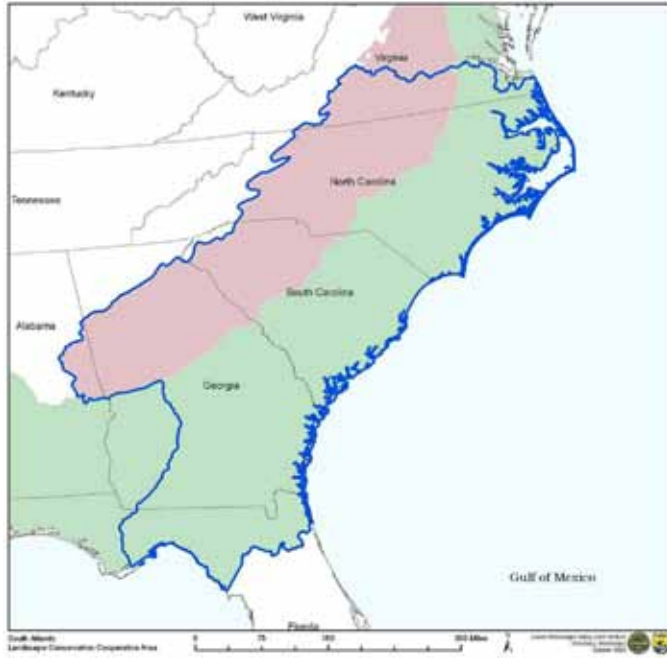 West Virginia
Virginia
Kentucky
North Carolina
Tennessee
South Carolina
Alabama
Georgia
Gulf of Mexico
Florida
South Atlantic
Landscape Conservation Cooperative Area
0 75 150 300 Miles